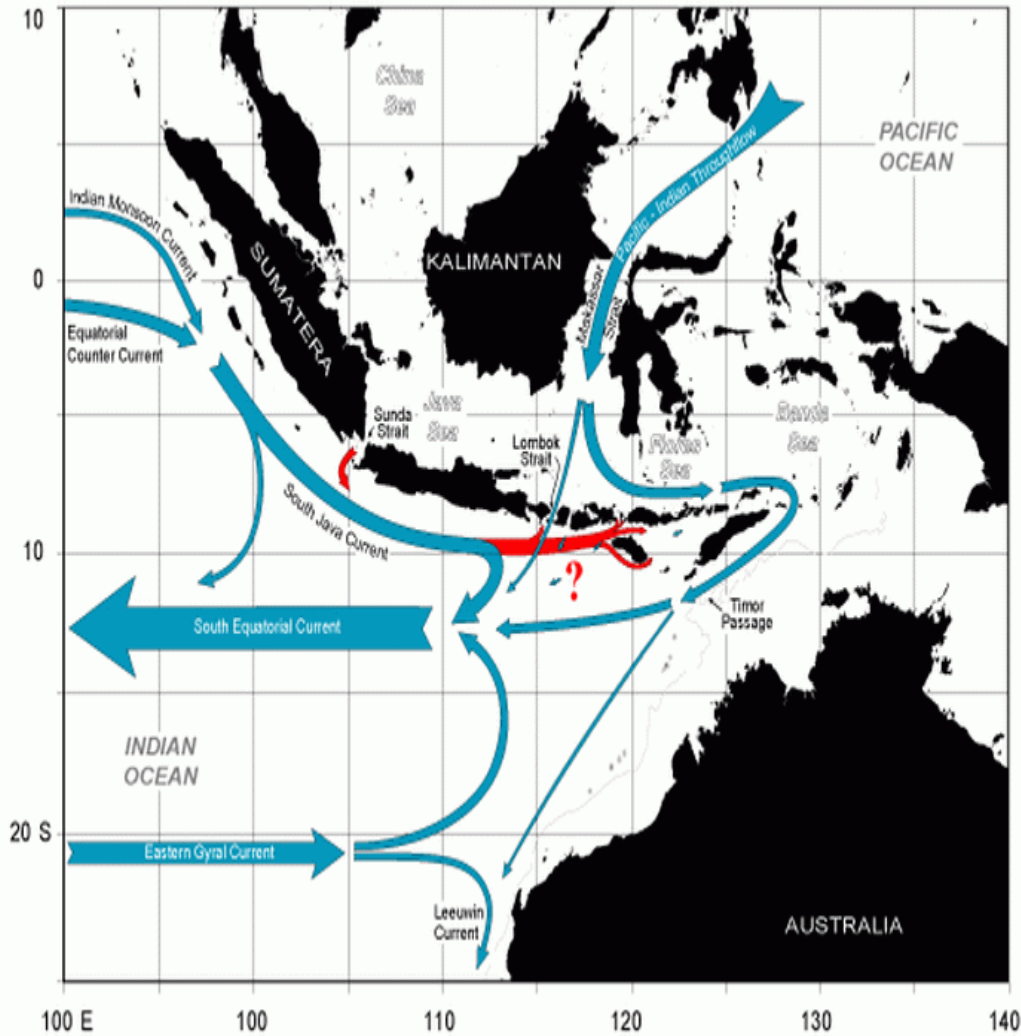 10
China
Sea
PACIFIC
OCEAN
Pacific - Indian Throughflow
Indian Monsoon Current
SUMATERA
KALIMANTAN
0
Makassar
Strait
Equatorial
Counter Current
Sunda
Strait
Java
Sea
Lombok
Strait
Flores
Sea
Banda
Sea
South Java Current
10
?
Timor
Passage
South Equatorial Current
INDIAN
OCEAN
20 S
Eastern Gyral Current
Leeuwin
Current
AUSTRALIA
100 E
100
110
120
130
140